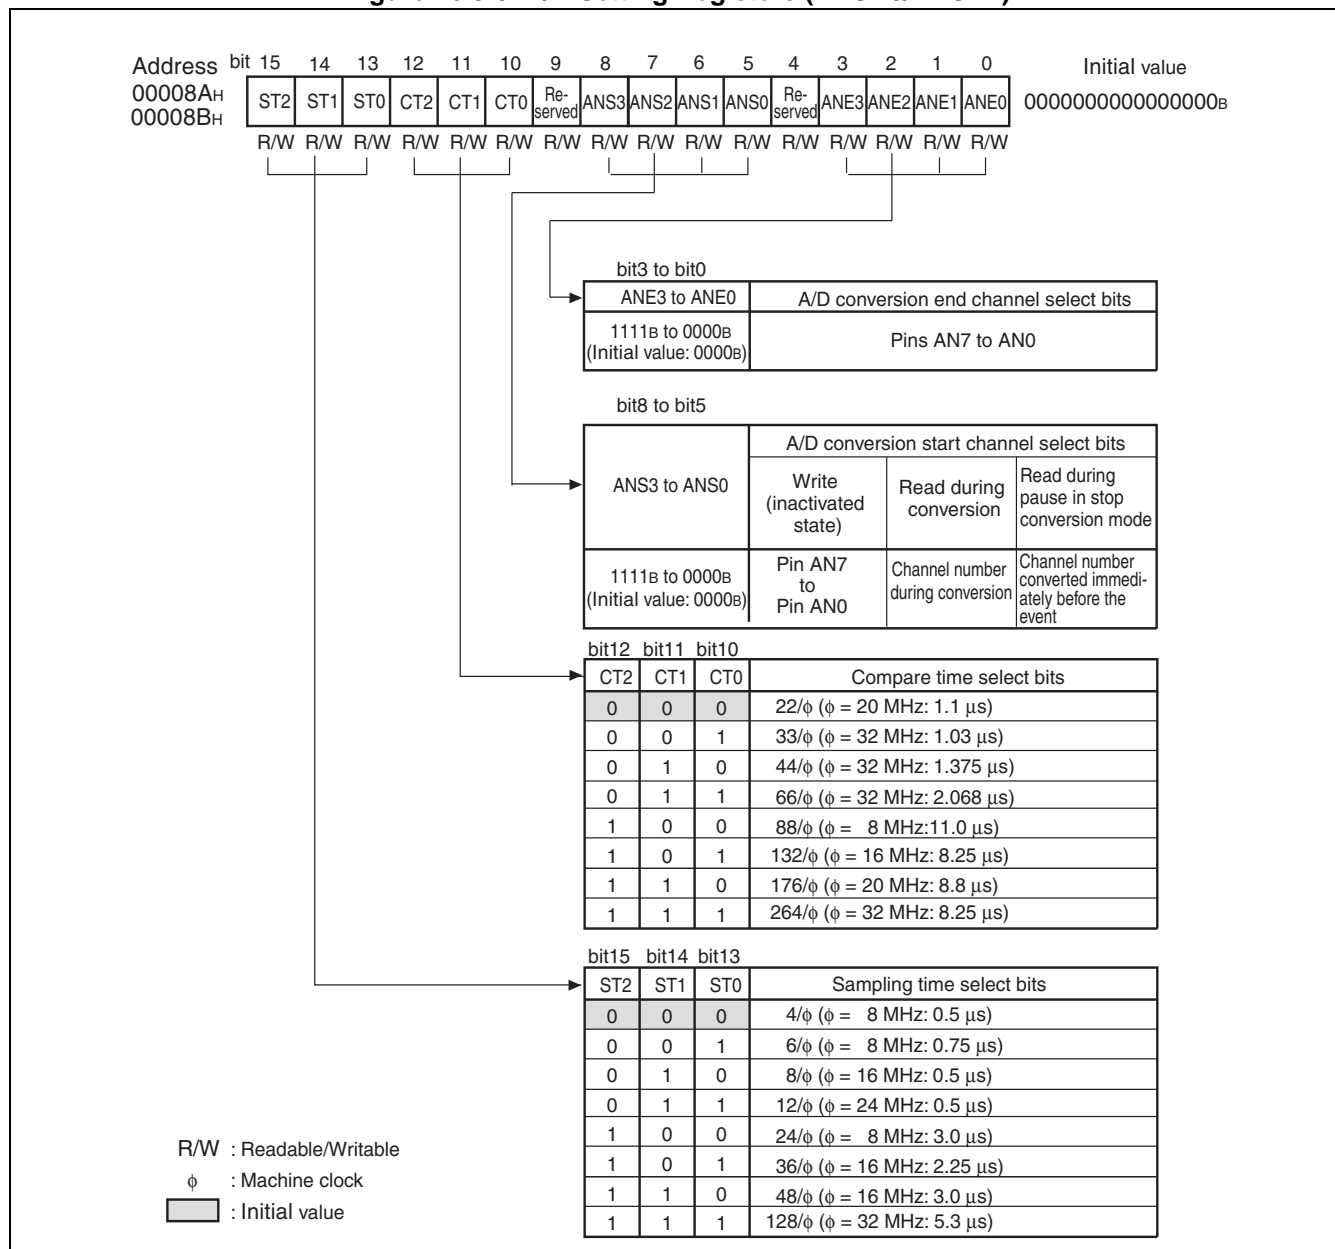 Address bit 15 14 13 12 11 10 9 8 7 6 5 4 3 2 1 0 Initial value
00008AH
00008BH
ST2 ST1 ST0 CT2 CT1 CT0 Re-served ANS3 ANS2 ANS1 ANS0 Re-served ANE3 ANE2 ANE1 ANE0 0000000000000000B
R/W R/W R/W R/W R/W R/W R/W R/W R/W R/W R/W R/W R/W R/W R/W R/W
bit3 to bit0
ANE3 to ANE0 A/D conversion end channel select bits
1111B to 0000B
(Initial value: 0000B)
Pins AN7 to AN0
bit8 to bit5
ANS3 to ANS0
A/D conversion start channel select bits
Write
(inactivated
state)
Read during
conversion
Read during
pause in stop
conversion mode
1111B to 0000B
(Initial value: 0000B)
Pin AN7
to
Pin AN0
Channel number
during conversion
Channel number
converted immedi-
ately before the
event
bit12 bit11 bit10
CT2 CT1 CT0 Compare time select bits
0 0 0 22/ϕ (ϕ = 20 MHz: 1.1 µs)
0 0 1 33/ϕ (ϕ = 32 MHz: 1.03 µs)
0 1 0 44/ϕ (ϕ = 32 MHz: 1.375 µs)
0 1 1 66/ϕ (ϕ = 32 MHz: 2.068 µs)
1 0 0 88/ϕ (ϕ = 8 MHz:11.0 µs)
1 0 1 132/ϕ (ϕ = 16 MHz: 8.25 µs)
1 1 0 176/ϕ (ϕ = 20 MHz: 8.8 µs)
1 1 1 264/ϕ (ϕ = 32 MHz: 8.25 µs)
bit15 bit14 bit13
ST2 ST1 ST0 Sampling time select bits
0 0 0 4/ϕ (ϕ = 8 MHz: 0.5 µs)
0 0 1 6/ϕ (ϕ = 8 MHz: 0.75 µs)
0 1 0 8/ϕ (ϕ = 16 MHz: 0.5 µs)
0 1 1 12/ϕ (ϕ = 24 MHz: 0.5 µs)
1 0 0 24/ϕ (ϕ = 8 MHz: 3.0 µs)
1 0 1 36/ϕ (ϕ = 16 MHz: 2.25 µs)
1 1 0 48/ϕ (ϕ = 16 MHz: 3.0 µs)
1 1 1 128/ϕ (ϕ = 32 MHz: 5.3 µs)
R/W : Readable/Writable
ϕ : Machine clock
: Initial value